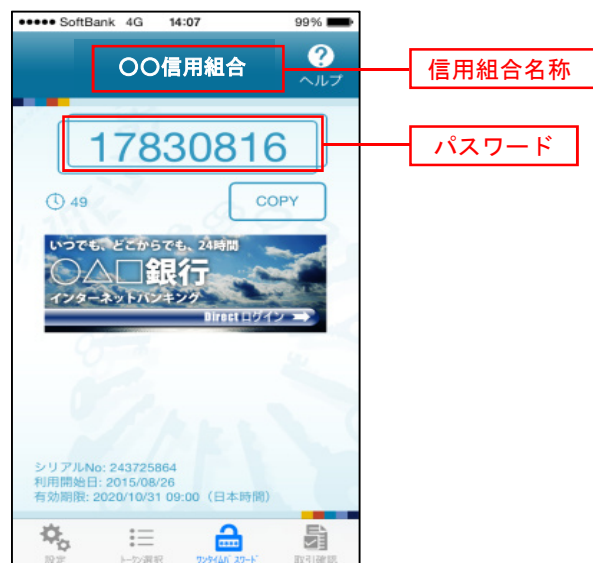 ●●●●● SoftBank 4G 14:07 99%
〇〇信用組合
?
ヘルプ
信用組合名称
17830816
パスワード
49
COPY
いつでも、どこからでも、24時間
〇△□銀行
インターネットバンキング
Directログイン
シリアルNo: 243725864
利用開始日: 2015/08/26
有効期限: 2020/10/31 09:00（日本時間）
設定
トークン選択
ﾜﾝﾀｲﾑﾊﾟｽﾜｰﾄﾞ
取引確認